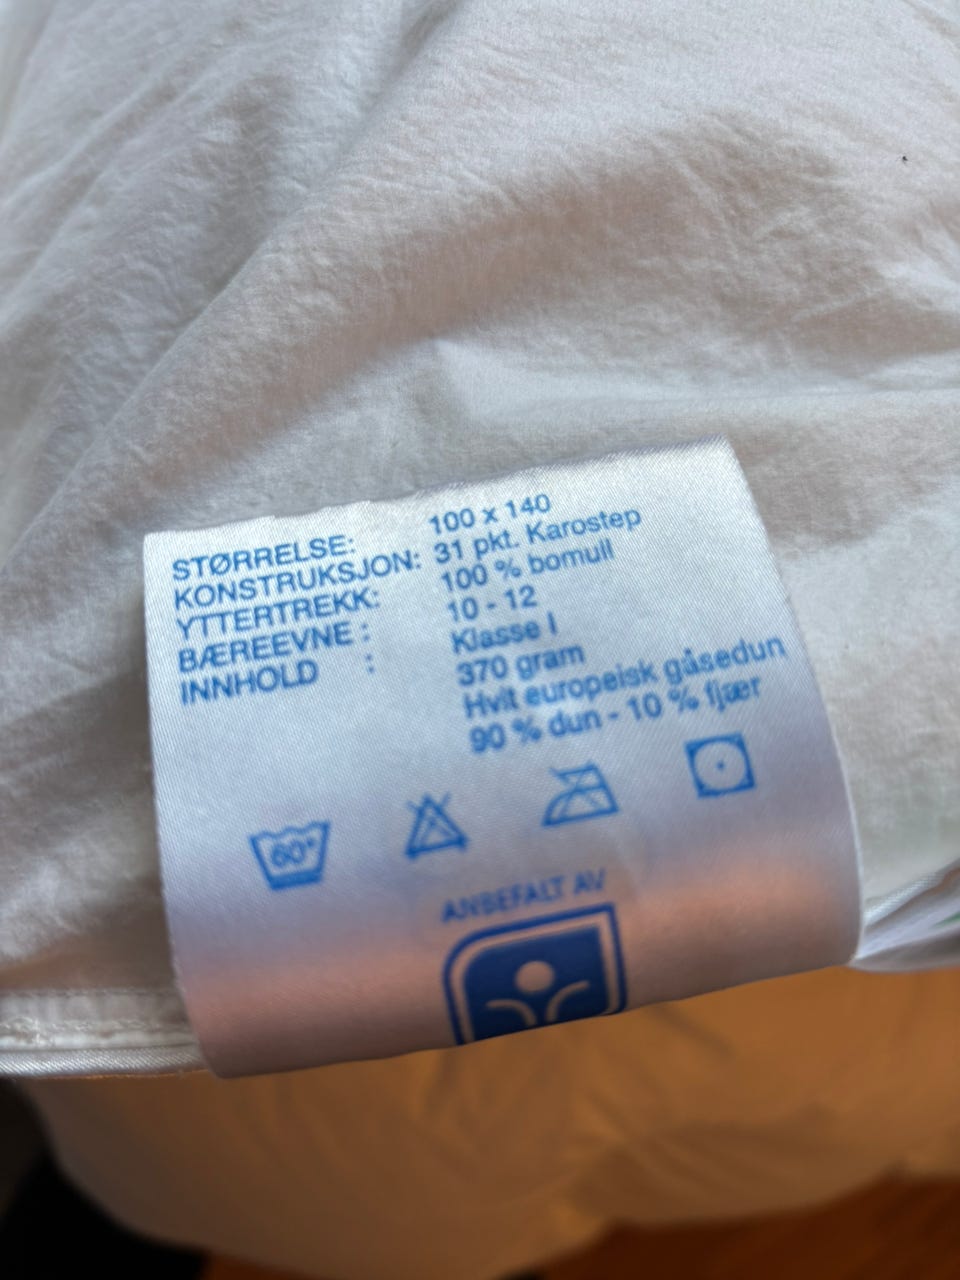 STØRRELSE: 100 x 140
KONSTRUKSJON: 31 pkt. Karostep
YTTERTREKK: 100 % bomull
BÆREEVNE : 10 - 12
INNHOLD : Klasse I
370 gram
Hvit europeisk gåsedun
90 % dun - 10 % fjær
60°
ANBEFALT AV